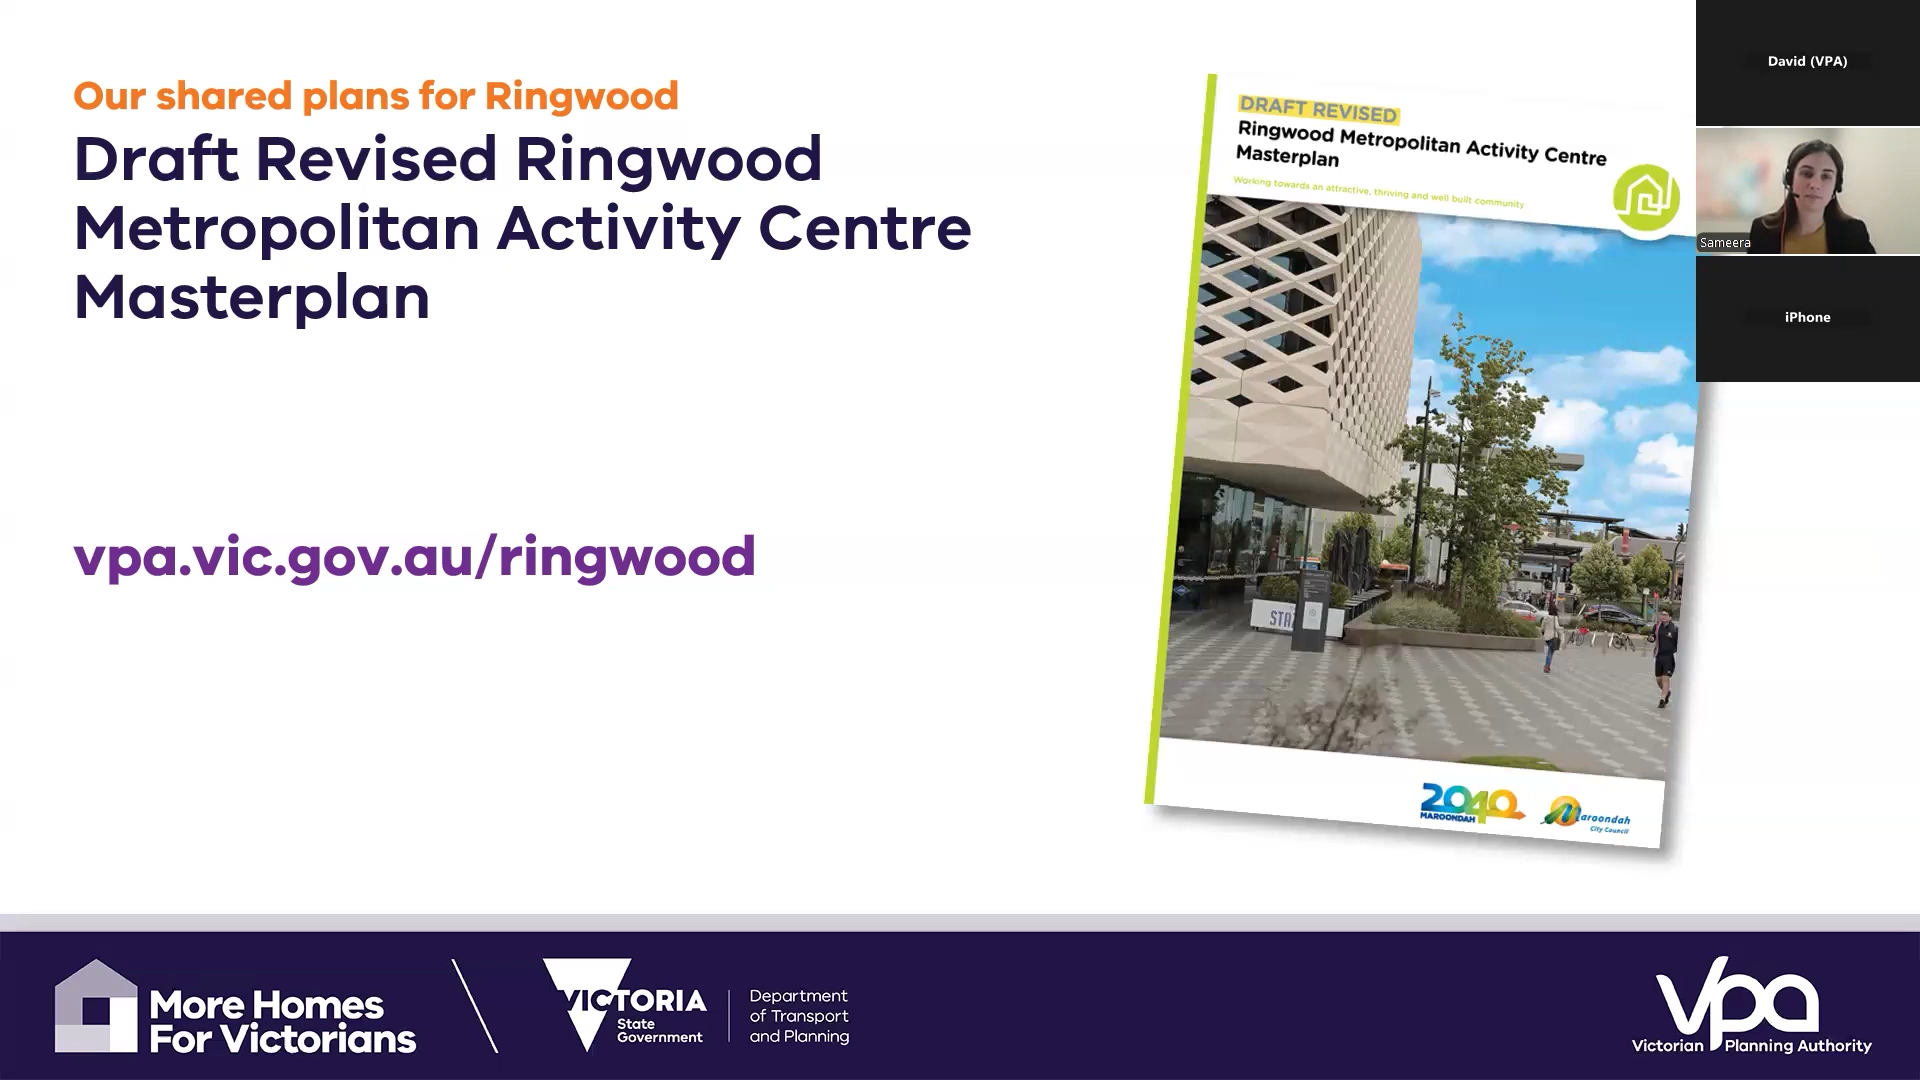 Our shared plans for Ringwood
Draft Revised Ringwood
Metropolitan Activity Centre
Masterplan
vpa.vic.gov.au/ringwood
DRAFT REVISED
Ringwood Metropolitan Activity Centre
Masterplan
Working towards an attractive, thriving and well built community
STA
2040
MAROONDAH
Maroondah
City Council
David (VPA)
Sameera
iPhone
More Homes
For Victorians
VICTORIA
State
Government
Department
of Transport
and Planning
vpa
Victorian Planning Authority